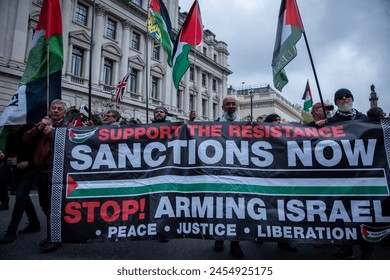 SUPPORT THE RESISTANCE
SANCTIONS NOW
STOP! ARMING ISRAEL
• PEACE • JUSTICE • LIBERATION